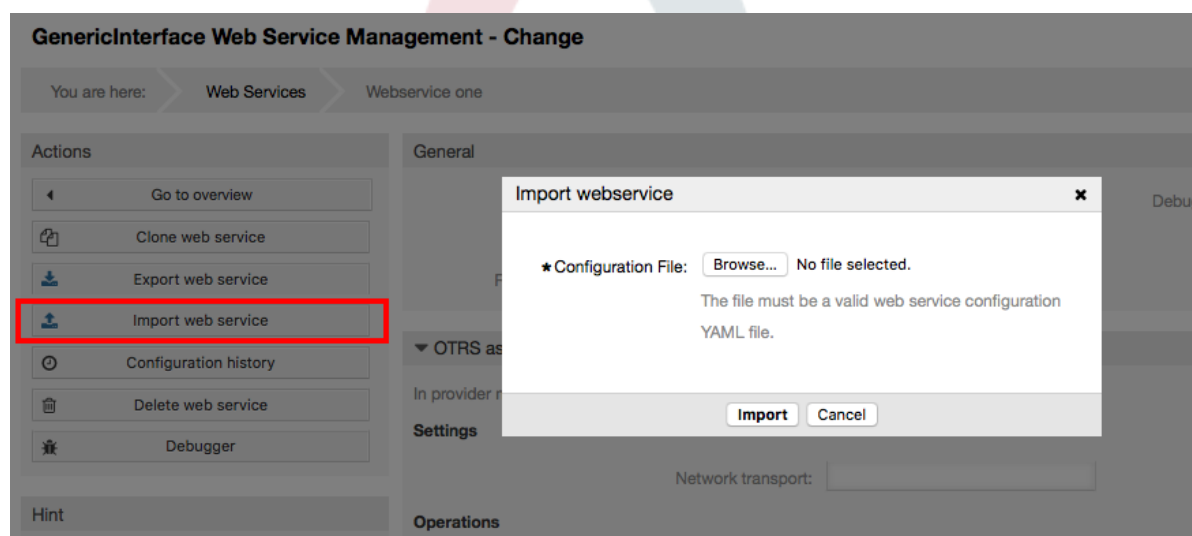 GenericInterface Web Service Management - Change
You are here: Web Services Webservice one
Actions
Go to overview
Clone web service
Export web service
Import web service
Configuration history
Delete web service
Debugger
Hint
General
Import webservice
★Configuration File: Browse... No file selected.
The file must be a valid web service configuration
YAML file.
Import Cancel
OTRS as
In provider
Settings
Network transport:
Operations